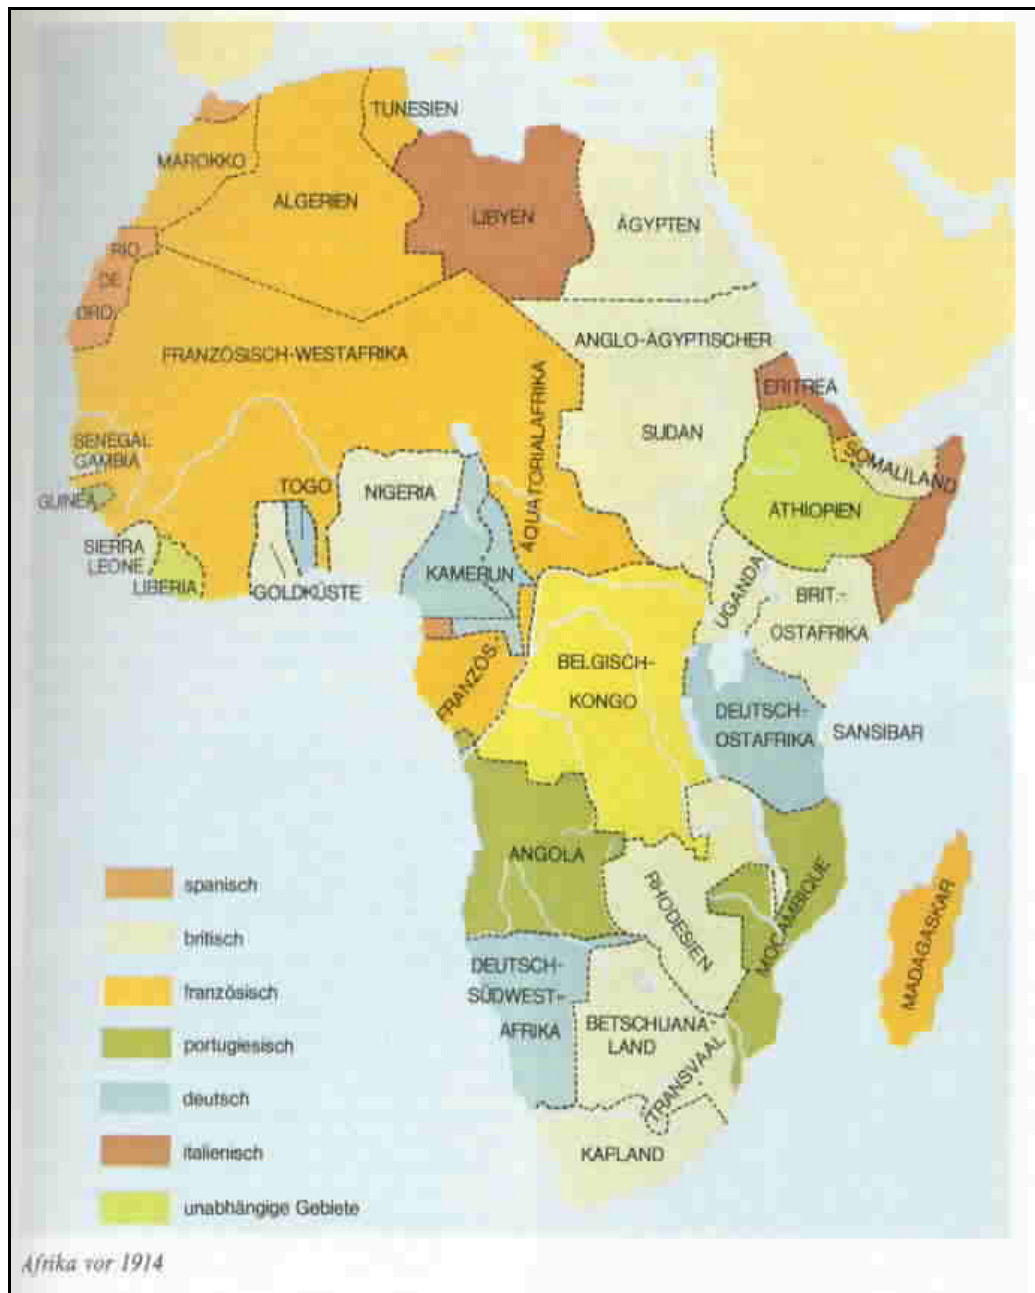 TUNESIEN
MAROKKO
ALGERIEN
LIBYEN
ÄGYPTEN
RIO
DE
ORO
FRANZÖSISCH-WESTAFRIKA
ANGLO-ÄGYPTISCHER
SUDAN
ERITREA
SOMALILAND
ÄQUATORIALAFRIKA
SENEGAL
GAMBIA
GUINEA
TOGO
NIGERIA
ÄTHIOPIEN
SIERRA
LEONE
LIBERIA
GOLDKÜSTE
KAMERUN
UGANDA
BRIT.-
OSTAFRIKA
FRANZÖS.
BELGISCH-
KONGO
DEUTSCH-
OSTAFRIKA
SANSIBAR
ANGOLA
RHODESIEN
MOCAMBIQUE
MADAGASKAR
DEUTSCH-
SÜDWEST-
AFRIKA
BETSCHUANA-
LAND
TRANSVAAL
KAPLAND
spanisch
britisch
französisch
portugiesisch
deutsch
italienisch
unabhängige Gebiete
Afrika vor 1914